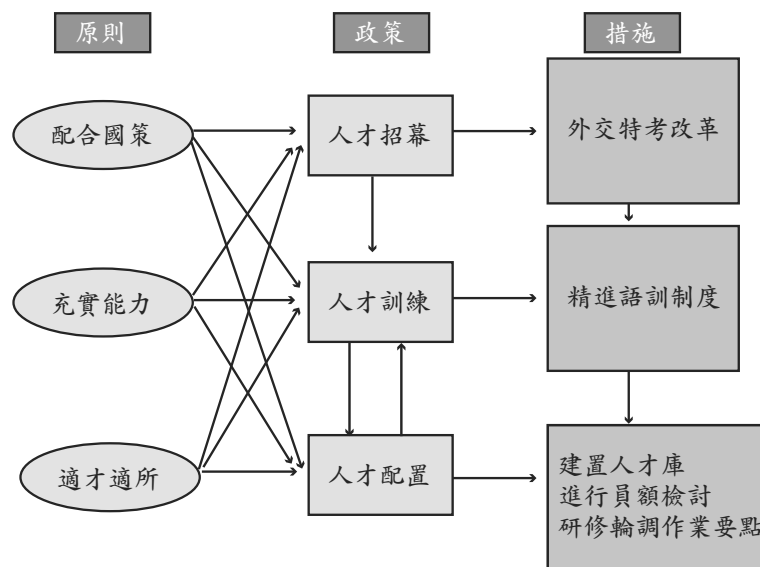 原則
政策
措施
配合國策
人才招幕
外交特考改革
充實能力
人才訓練
精進語訓制度
適才適所
人才配置
建置人才庫
進行員額檢討
研修輪調作業要點